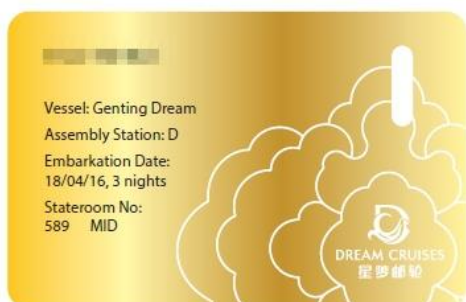 Vessel: Genting Dream
Assembly Station: D
Embarkation Date:
18/04/16, 3 nights
Stateroom No:
589 MID
DREAM CRUISES
星梦邮轮